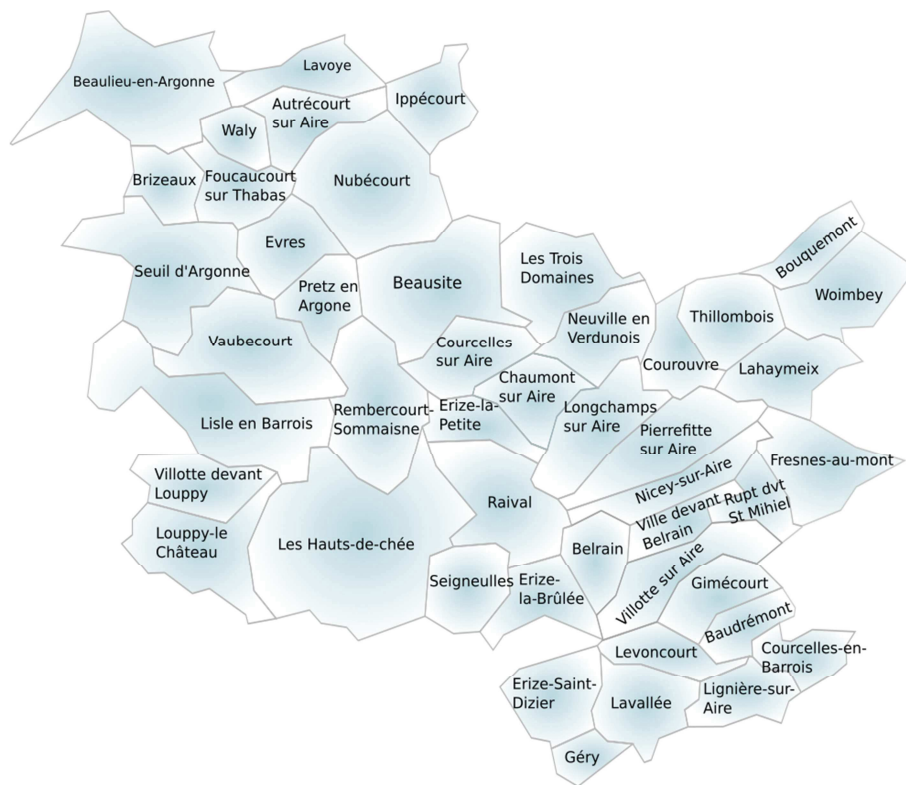 Lavoye
Beaulieu-en-Argonne
Ippécourt
Autrécourt
sur Aire
Waly
Brizeaux
Foucaucourt
sur Thabas
Nubécourt
Bouquemont
Evres
Seuil d'Argonne
Les Trois
Domaines
Beausite
Pretz en
Argone
Woimbey
Thillombois
Neuville en
Verdunois
Vaubecourt
Courcelles
sur Aire
Courouvre
Lahaymeix
Chaumont
sur Aire
Lisle en Barrois
Rembercourt-
Sommaisne
Erize-la-
Petite
Longchamps
sur Aire
Pierrefitte
sur Aire
Fresnes-au-mont
Villotte devant
Louppy
Nicey-sur-Aire
Raival
Rupt dvt
St Mihiel
Ville devant
Belrain
Louppy-le
Château
Les Hauts-de-chée
Belrain
Seigneulles
Erize-
la-Brûlée
Villotte sur Aire
Gimécourt
Baudrémont
Levoncourt
Courcelles-en-
Barrois
Erize-Saint-
Dizier
Lavallée
Lignière-sur-
Aire
Géry